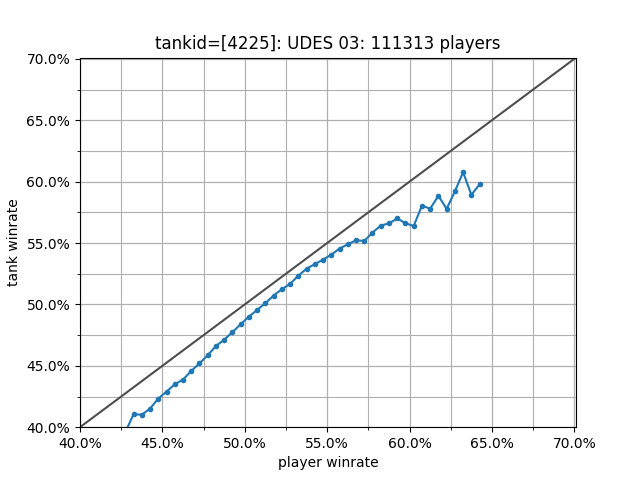 tankid=[4225]: UDES 03: 111313 players
70.0%
65.0%
60.0%
55.0%
50.0%
45.0%
40.0%
tank winrate
40.0% 45.0% 50.0% 55.0% 60.0% 65.0% 70.0%
player winrate